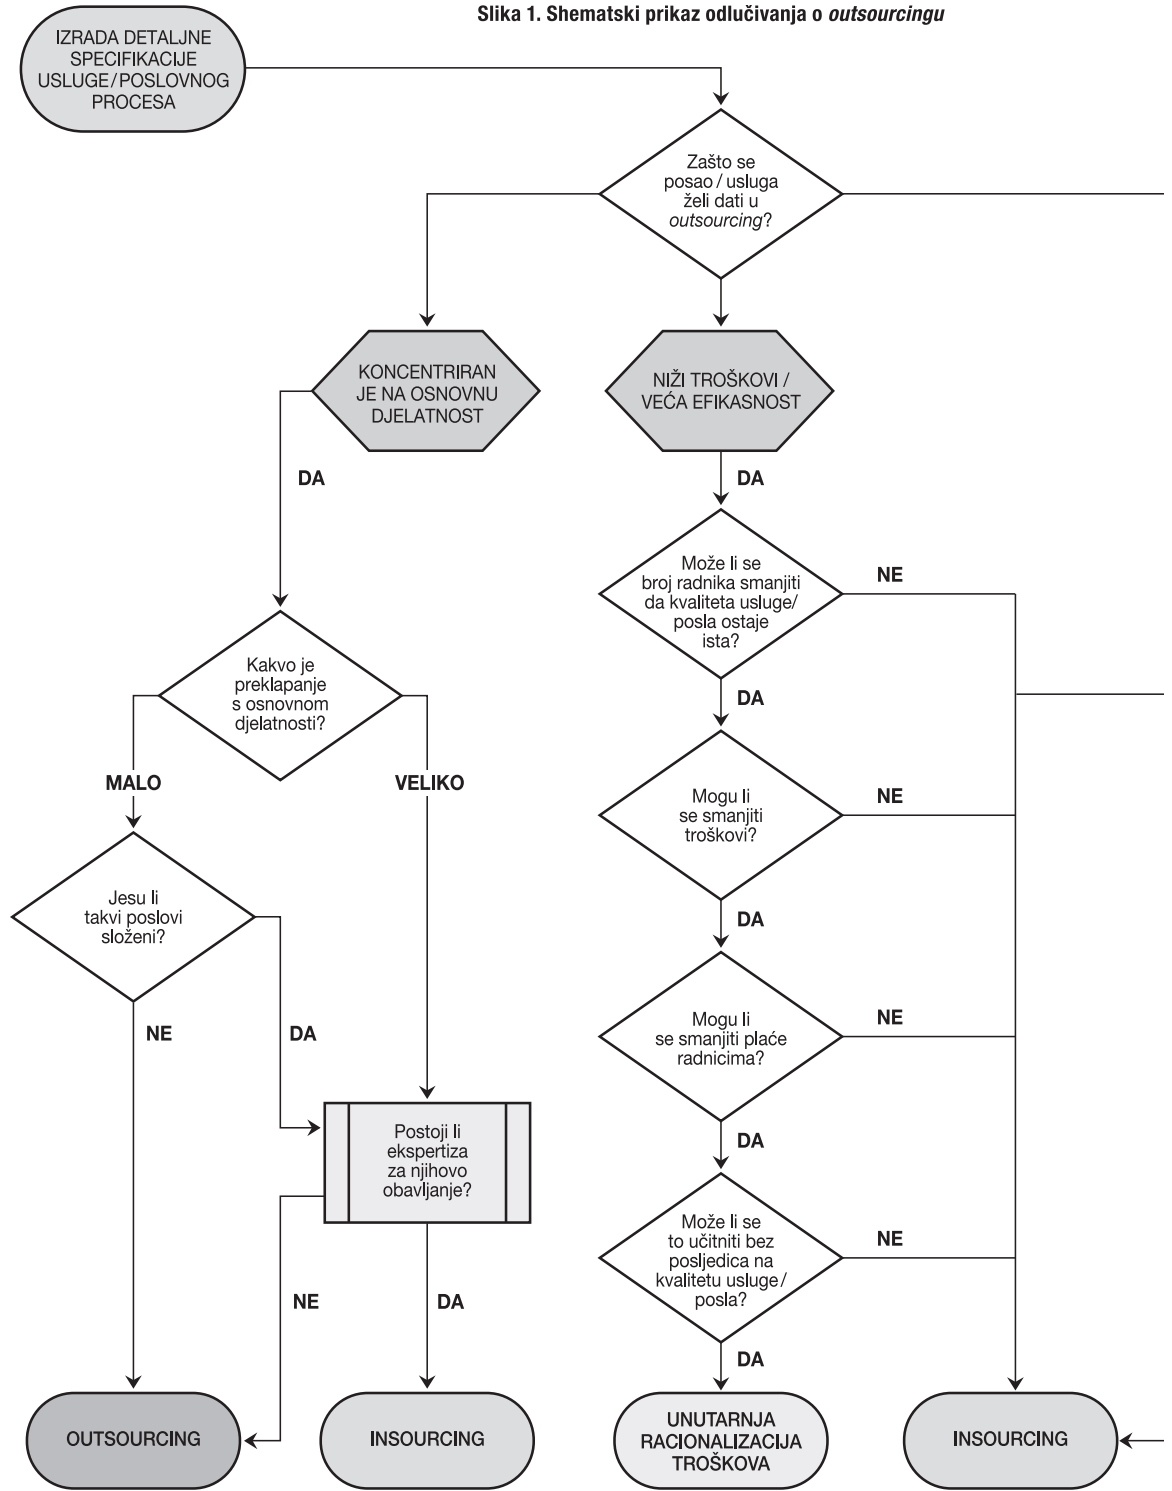 Slika 1. Shematski prikaz odlučivanja o outsourcingu
IZRADA DETALJNE
SPECIFIKACIJE
USLUGE/POSLOVNOG
PROCESA
Zašto se
posao / usluga
želi dati u
outsourcing?
KONCENTRIRAN
JE NA OSNOVNU
DJELATNOST
NIŽI TROŠKOVI /
VEĆA EFIKASNOST
DA
DA
Može li se
broj radnika smanjiti
da kvaliteta usluge/
posla ostaje
ista?
NE
Kakvo je
preklapanje
s osnovnom
djelatnosti?
DA
MALO
VELIKO
Mogu li
se smanjiti
troškovi?
NE
Jesu li
takvi poslovi
složeni?
DA
NE
DA
Mogu li
se smanjiti plaće
radnicima?
NE
Postoji li
ekspertiza
za njihovo
obavljanje?
DA
Može li se
to učitniti bez
posljedica na
kvalitetu usluge/
posla?
NE
NE
DA
DA
OUTSOURCING
INSOURCING
UNUTARNJA
RACIONALIZACIJA
TROŠKOVA
INSOURCING